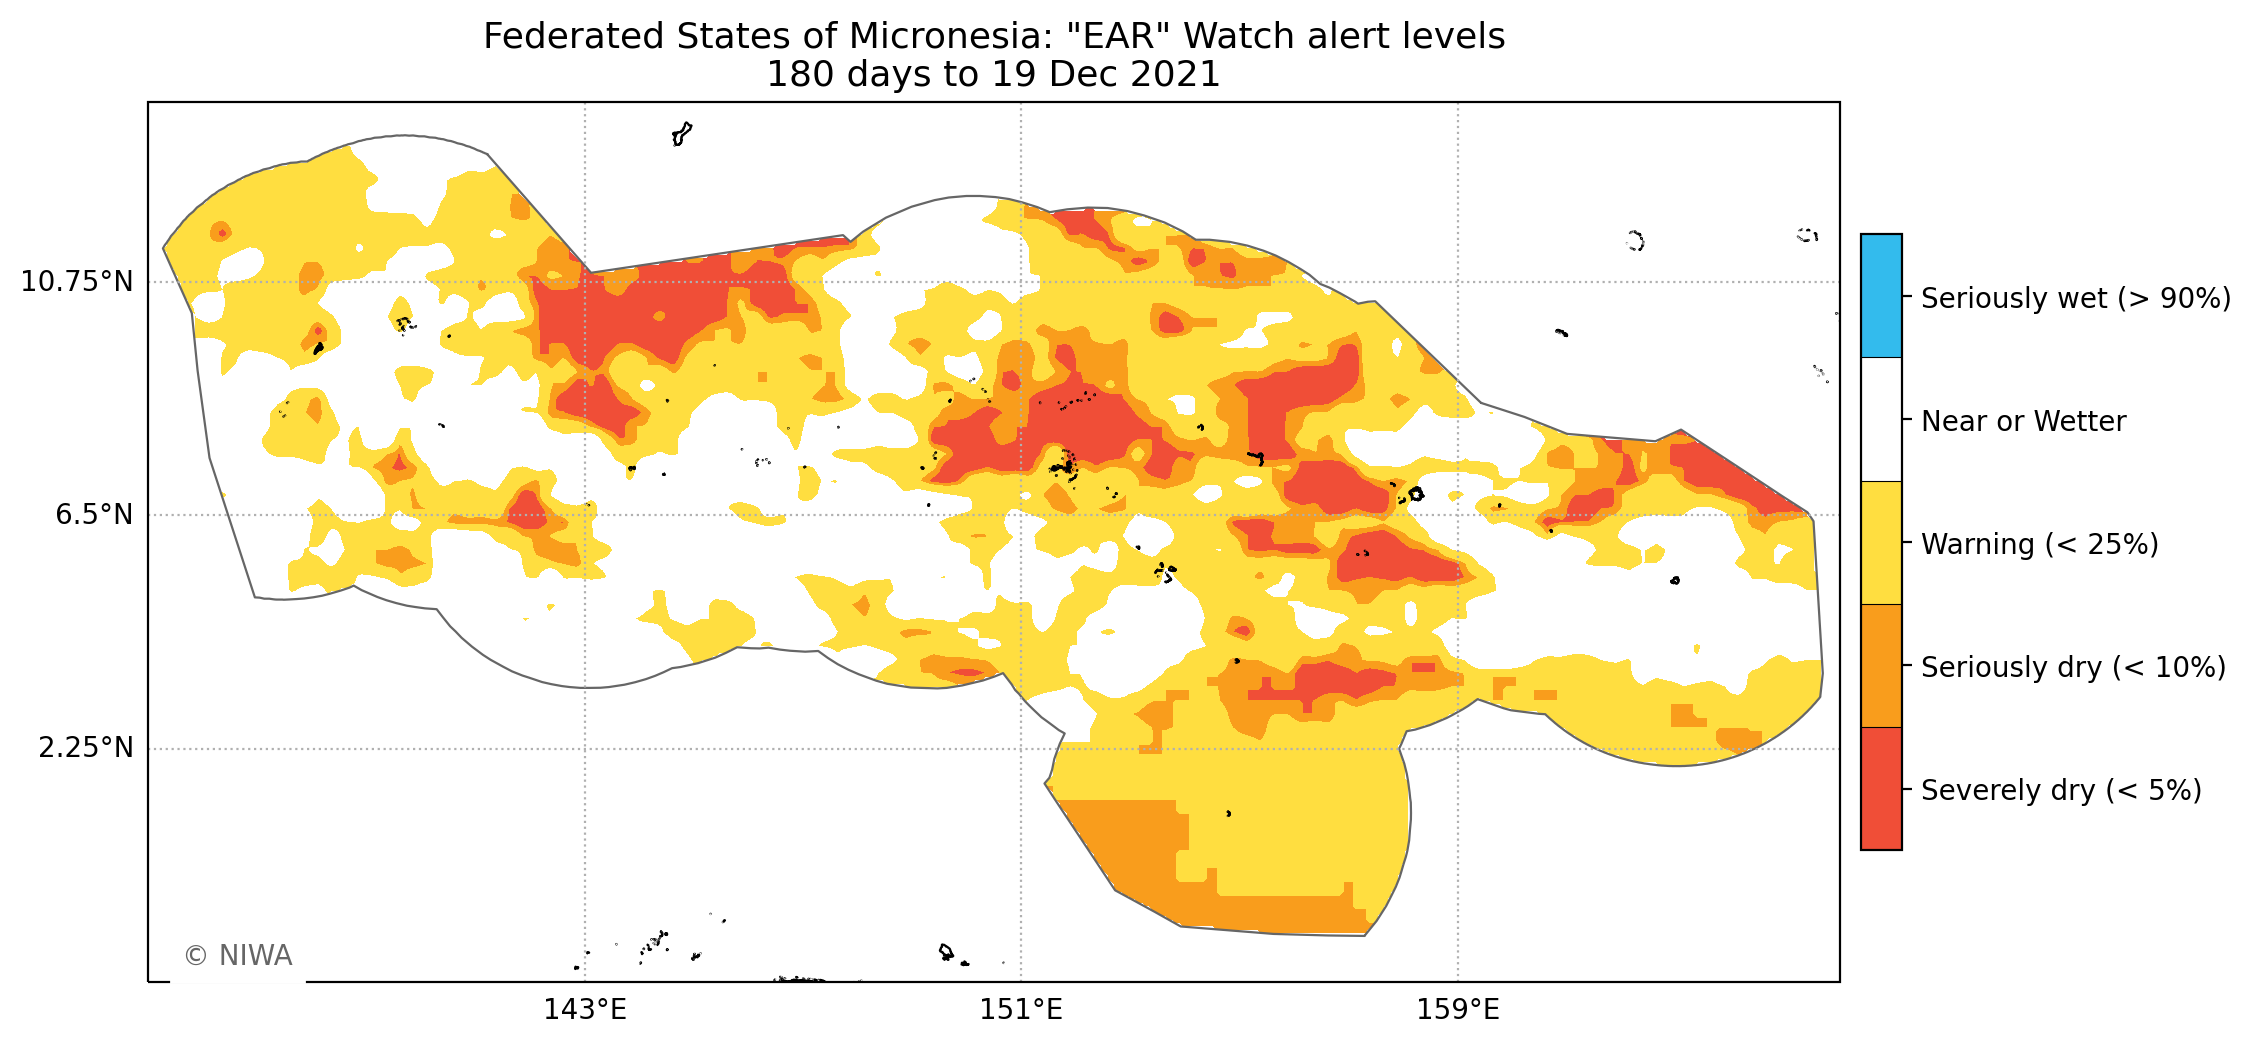 Federated States of Micronesia: "EAR" Watch alert levels
180 days to 19 Dec 2021
10.75°N
6.5°N
2.25°N
143°E
151°E
159°E
Seriously wet (> 90%)
Near or Wetter
Warning (< 25%)
Seriously dry (< 10%)
Severely dry (< 5%)
© NIWA